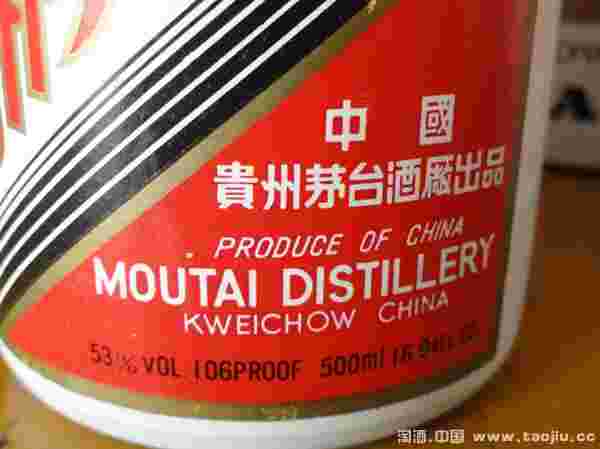 中國
貴州茅台酒厰出品
PRODUCE OF CHINA
MOUTAI DISTILLERY
KWEICHOW CHINA
53% VOL 106PROOF 500ml
淘酒.中国 www.taojiu.cc